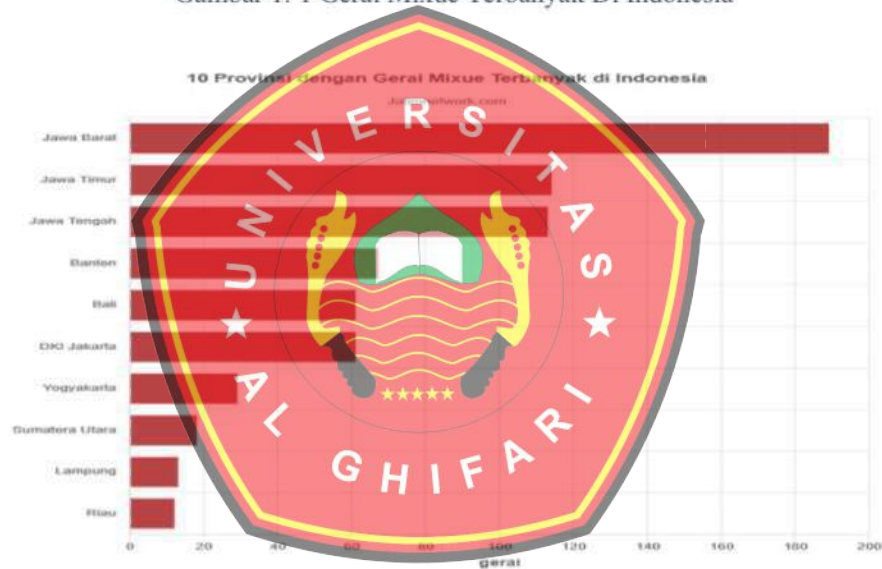 Gambar 1. 1 Gerai Mixue Terbanyak Di Indonesia
10 Provinsi dengan Gerai Mixue Terbanyak di Indonesia
UNIVERSITAS
Jawa Barat
Jawa Timur
Jawa Tengah
Banten
Bali
DKI Jakarta
Yogyakarta
Sumatera Utara
Lampung
Riau
AL GHIFARI
0 20 40 60 80 100 120 140 160 180 200
gerai